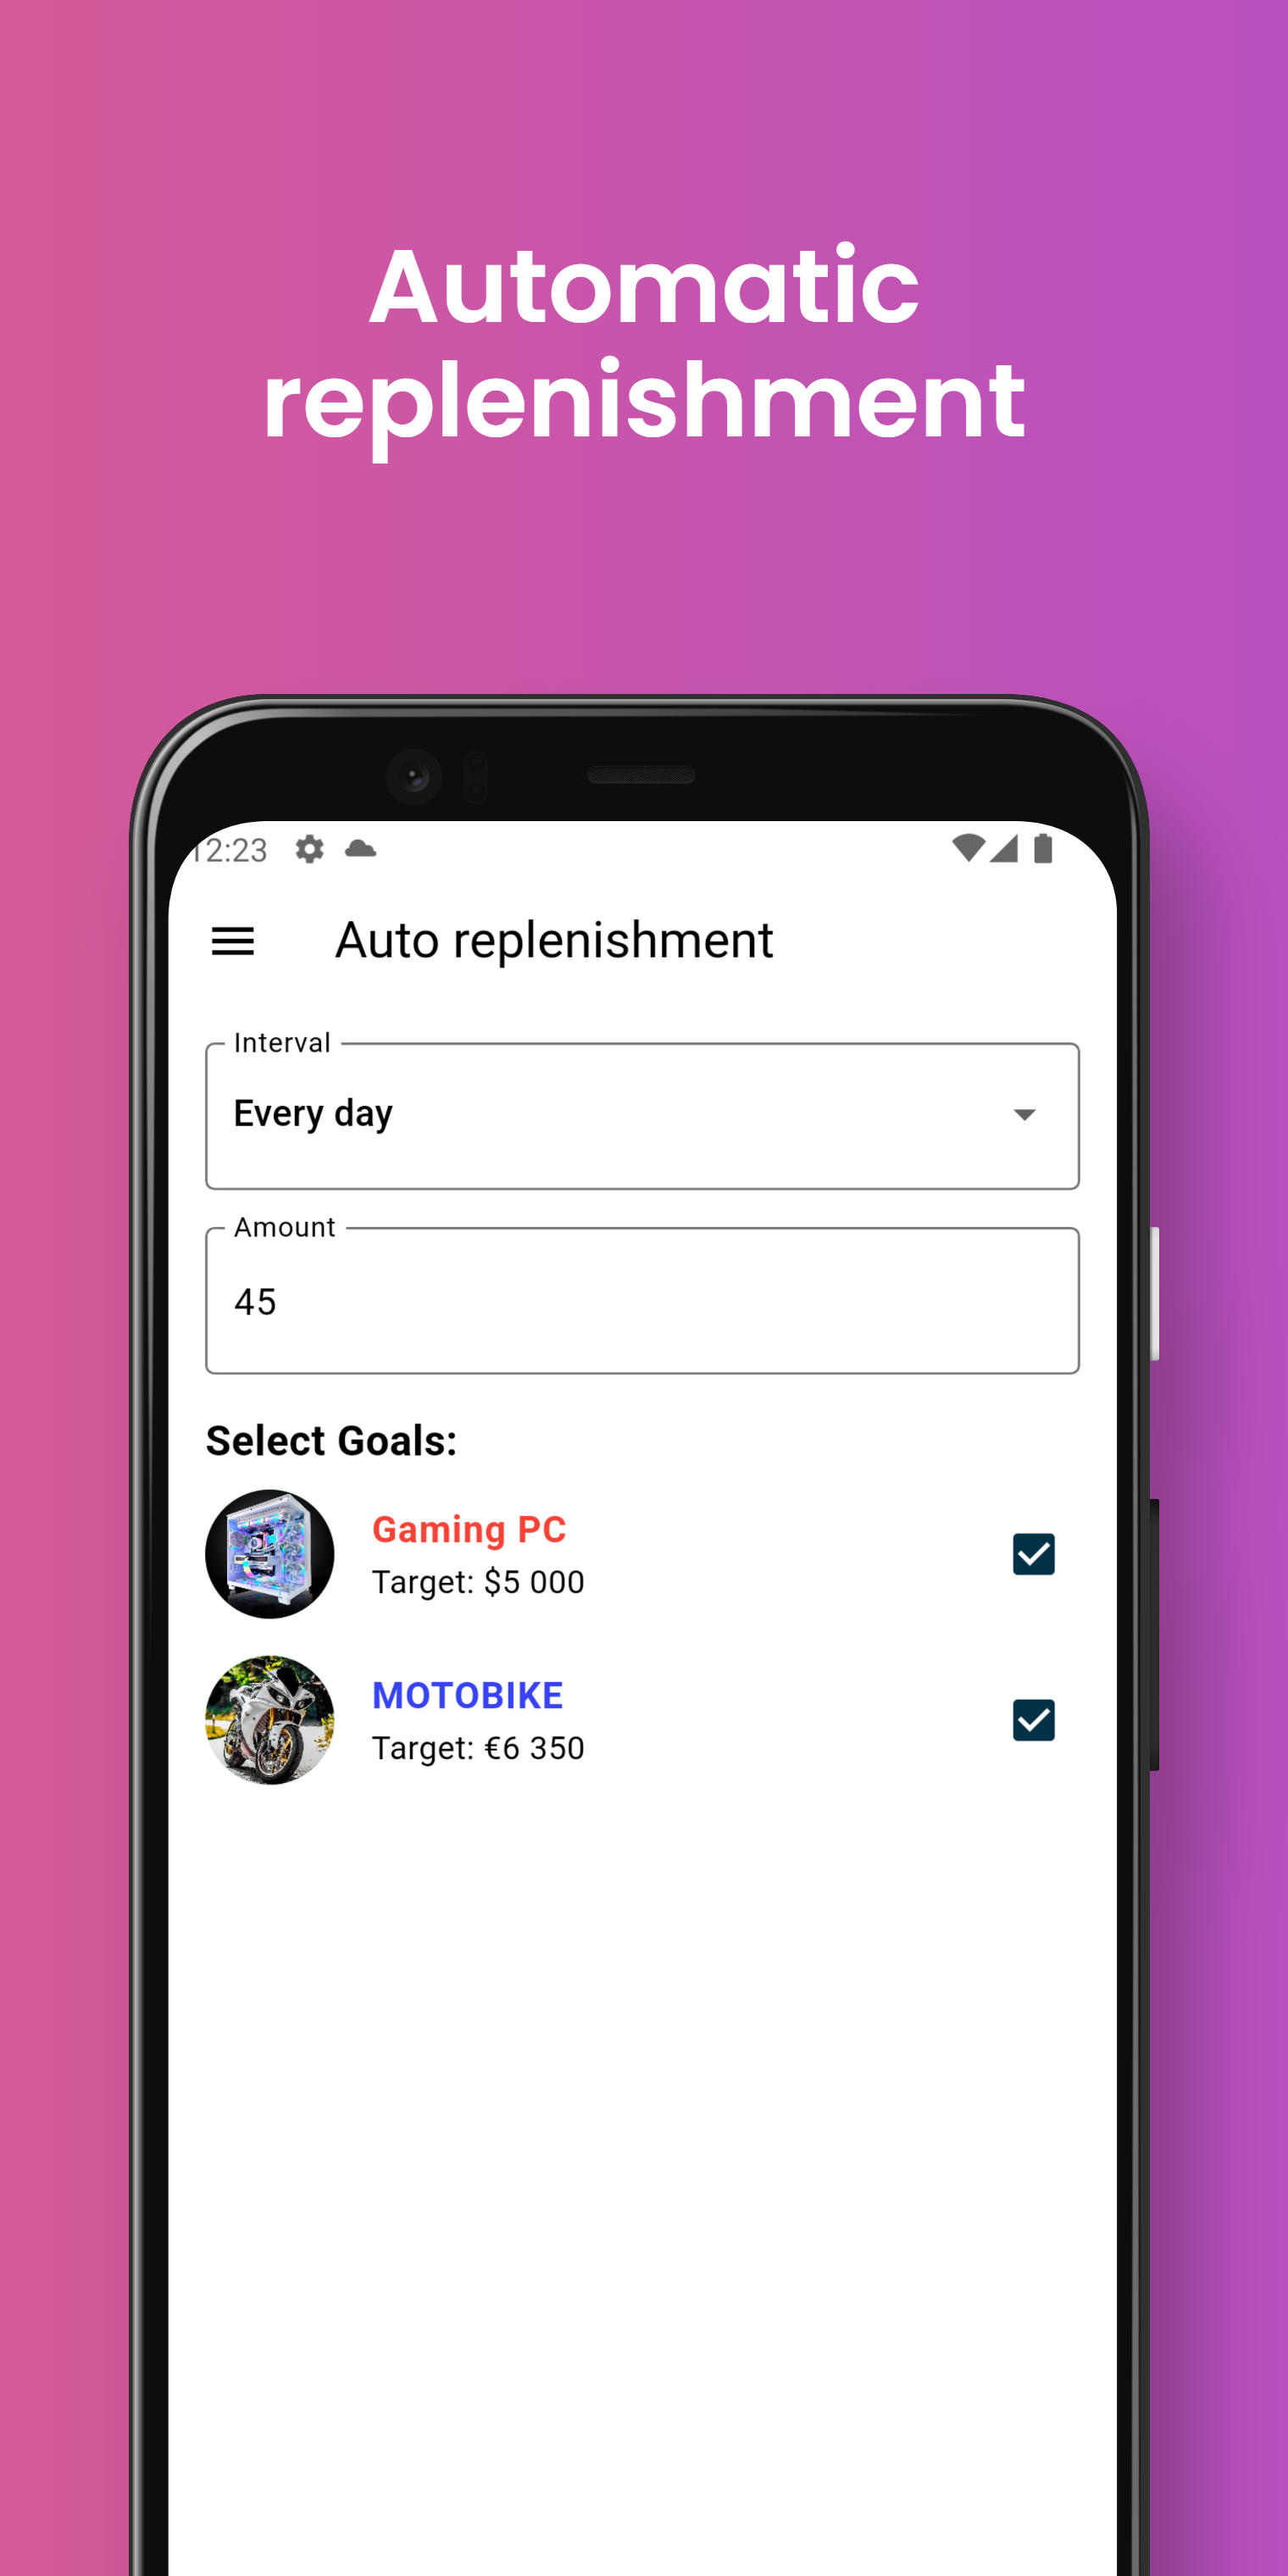 Automatic
replenishment
12:23
Auto replenishment
Interval
Every day
Amount
45
Select Goals:
Gaming PC
Target: $5 000
MOTOBIKE
Target: €6 350